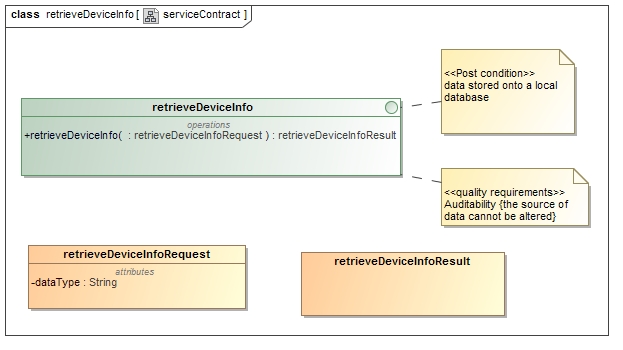 class retrieveDeviceInfo [ serviceContract ]
<<Post condition>>
data stored onto a local
database
retrieveDeviceInfo
operations
+retrieveDeviceInfo( : retrieveDeviceInfoRequest ) : retrieveDeviceInfoResult
<<quality requirements>>
Auditability {the source of
data cannot be altered}
retrieveDeviceInfoRequest
attributes
-dataType : String
retrieveDeviceInfoResult